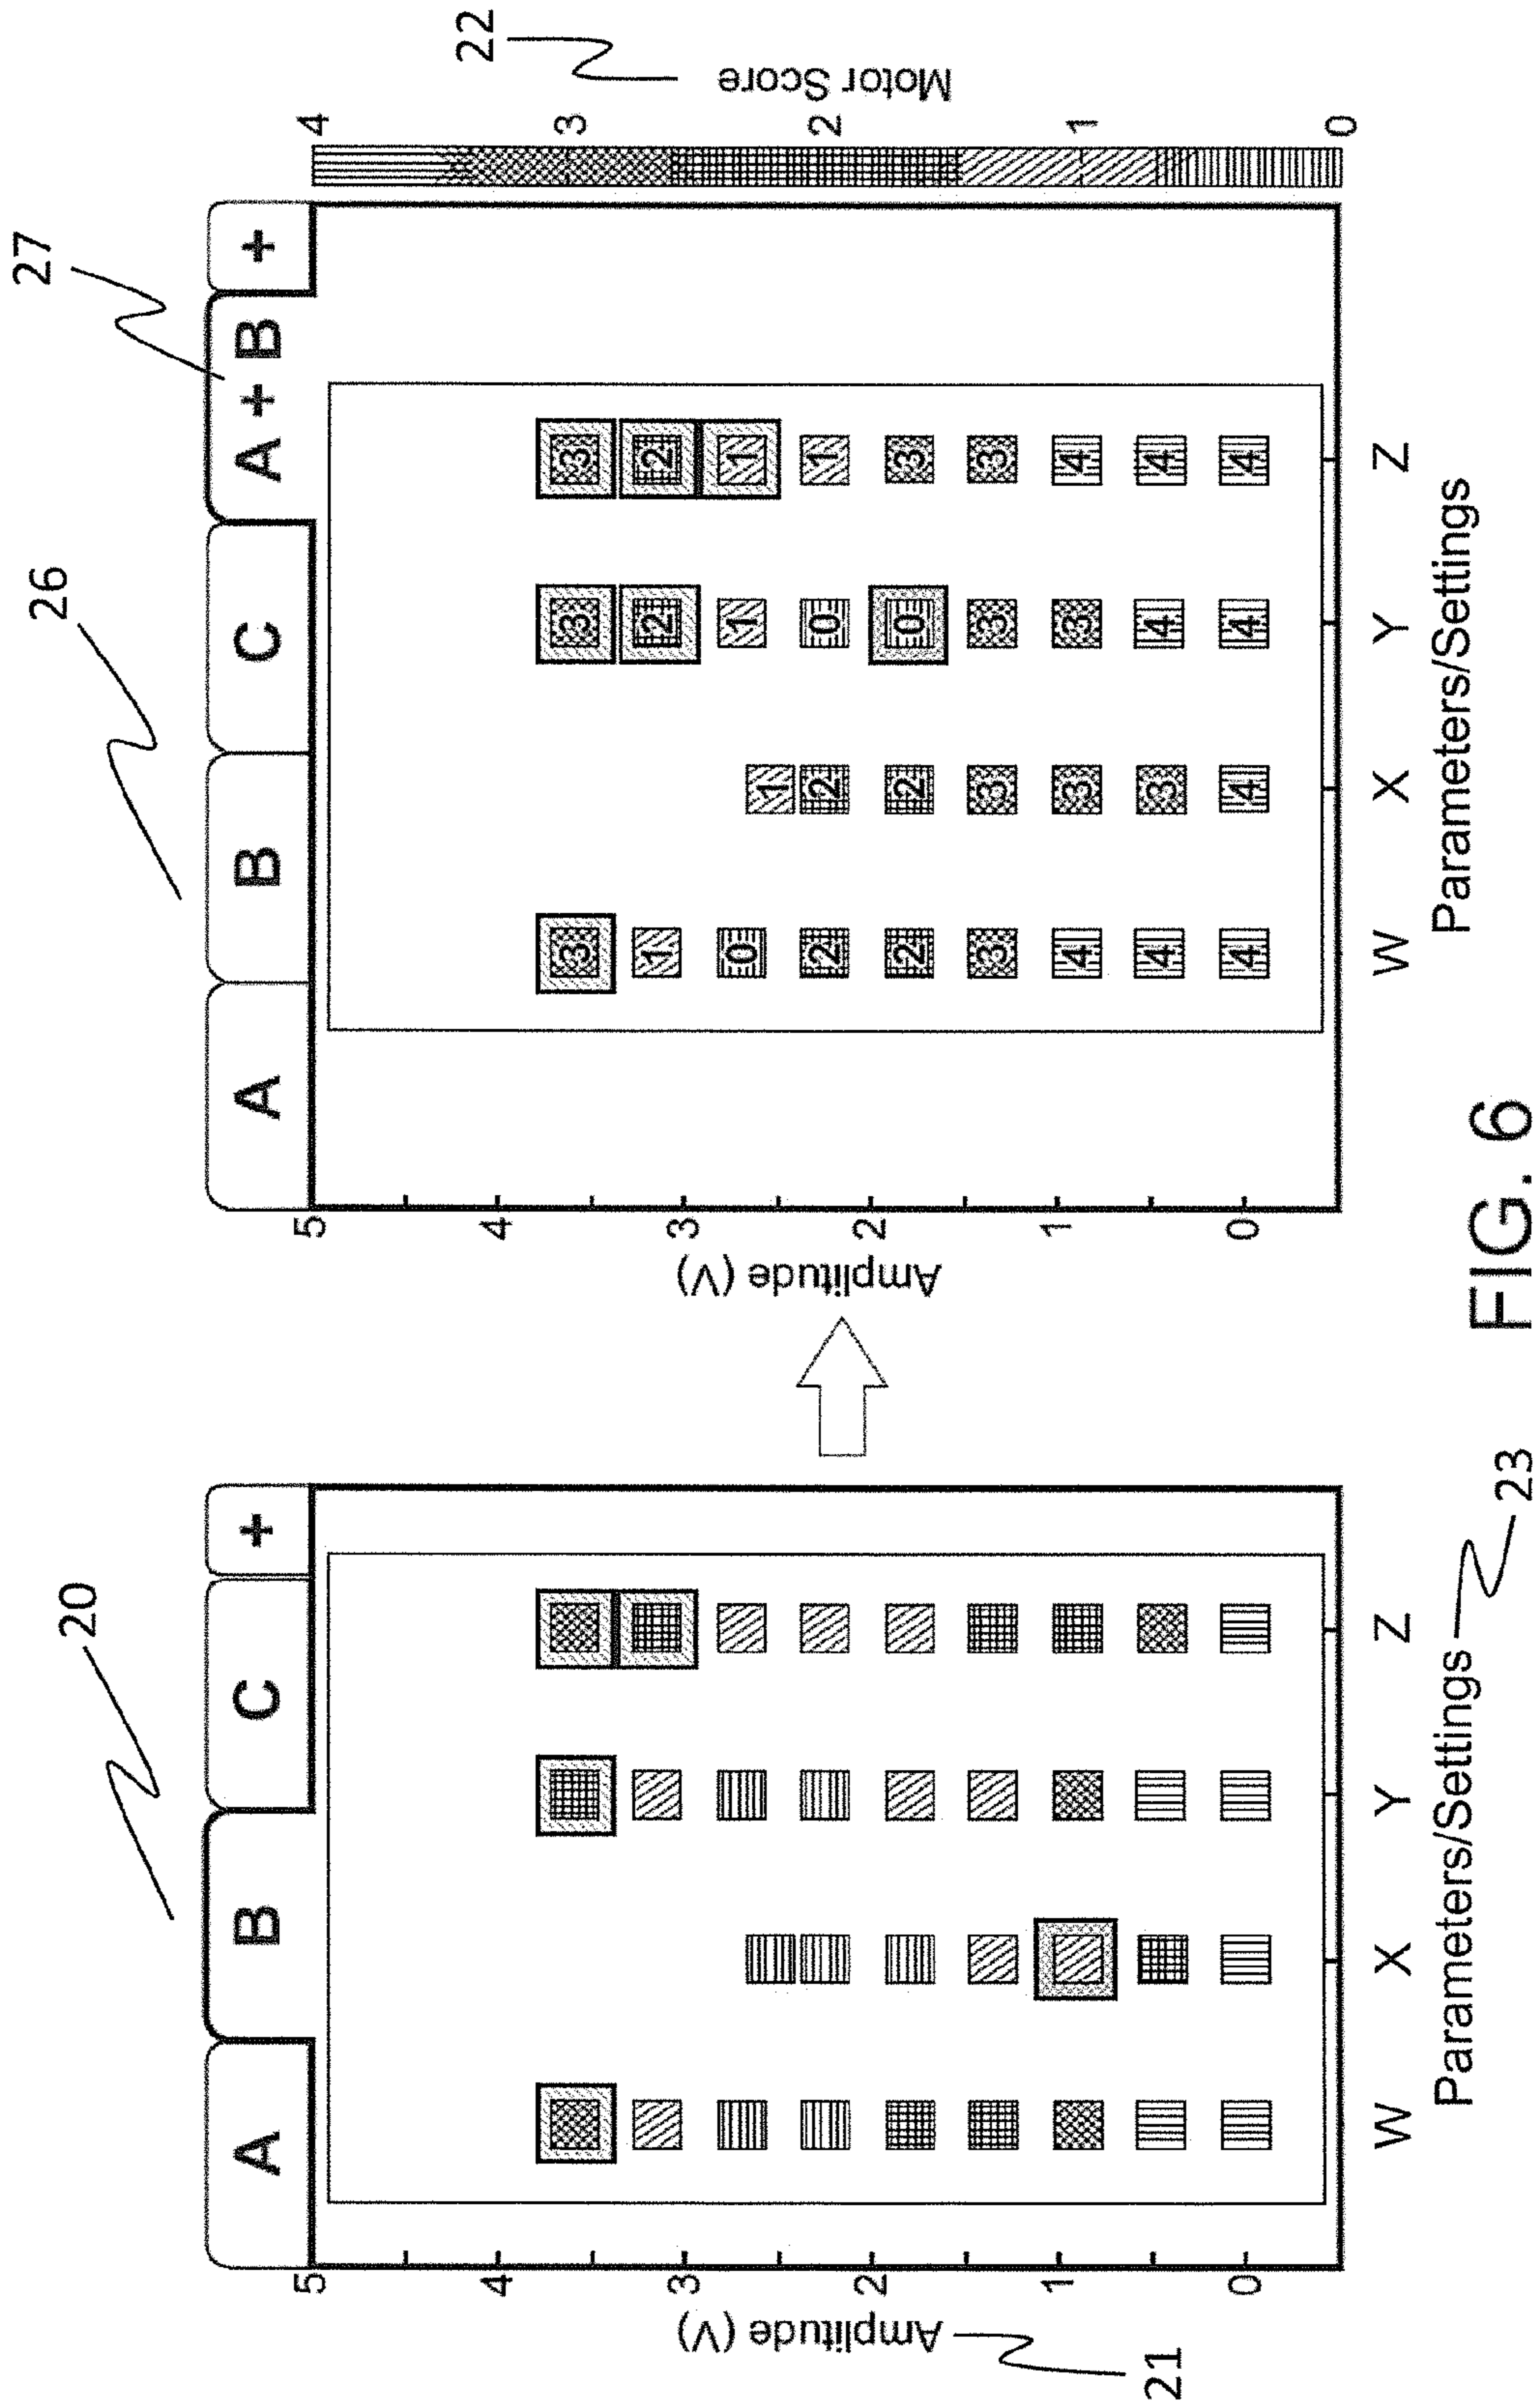 20
A B C +
5
4
3
2
1
0
Amplitude (V)
21
W X Y Z
Parameters/Settings
23
26
27
A B C A + B +
5
4
3
2
1
0
Amplitude (V)
3 3 3
1 2 2
0 1 1 1
2 2 0 1
2 2 0 3
3 3 3 3
4 3 3 4
4 3 4 4
4 4 4 4
W X Y Z
Parameters/Settings
4
3
2
1
0
Motor Score
22
FIG. 6